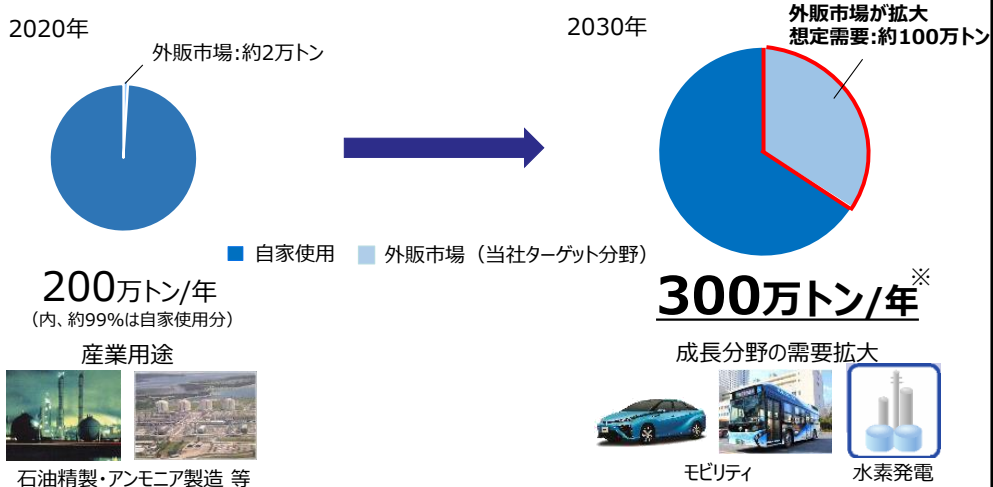 2020年
外販市場:約2万トン
2030年
外販市場が拡大
想定需要:約100万トン
自家使用
外販市場（当社ターゲット分野）
200万トン/年
（内、約99%は自家使用分）
産業用途
石油精製・アンモニア製造 等
300万トン/年※
成長分野の需要拡大
モビリティ
水素発電